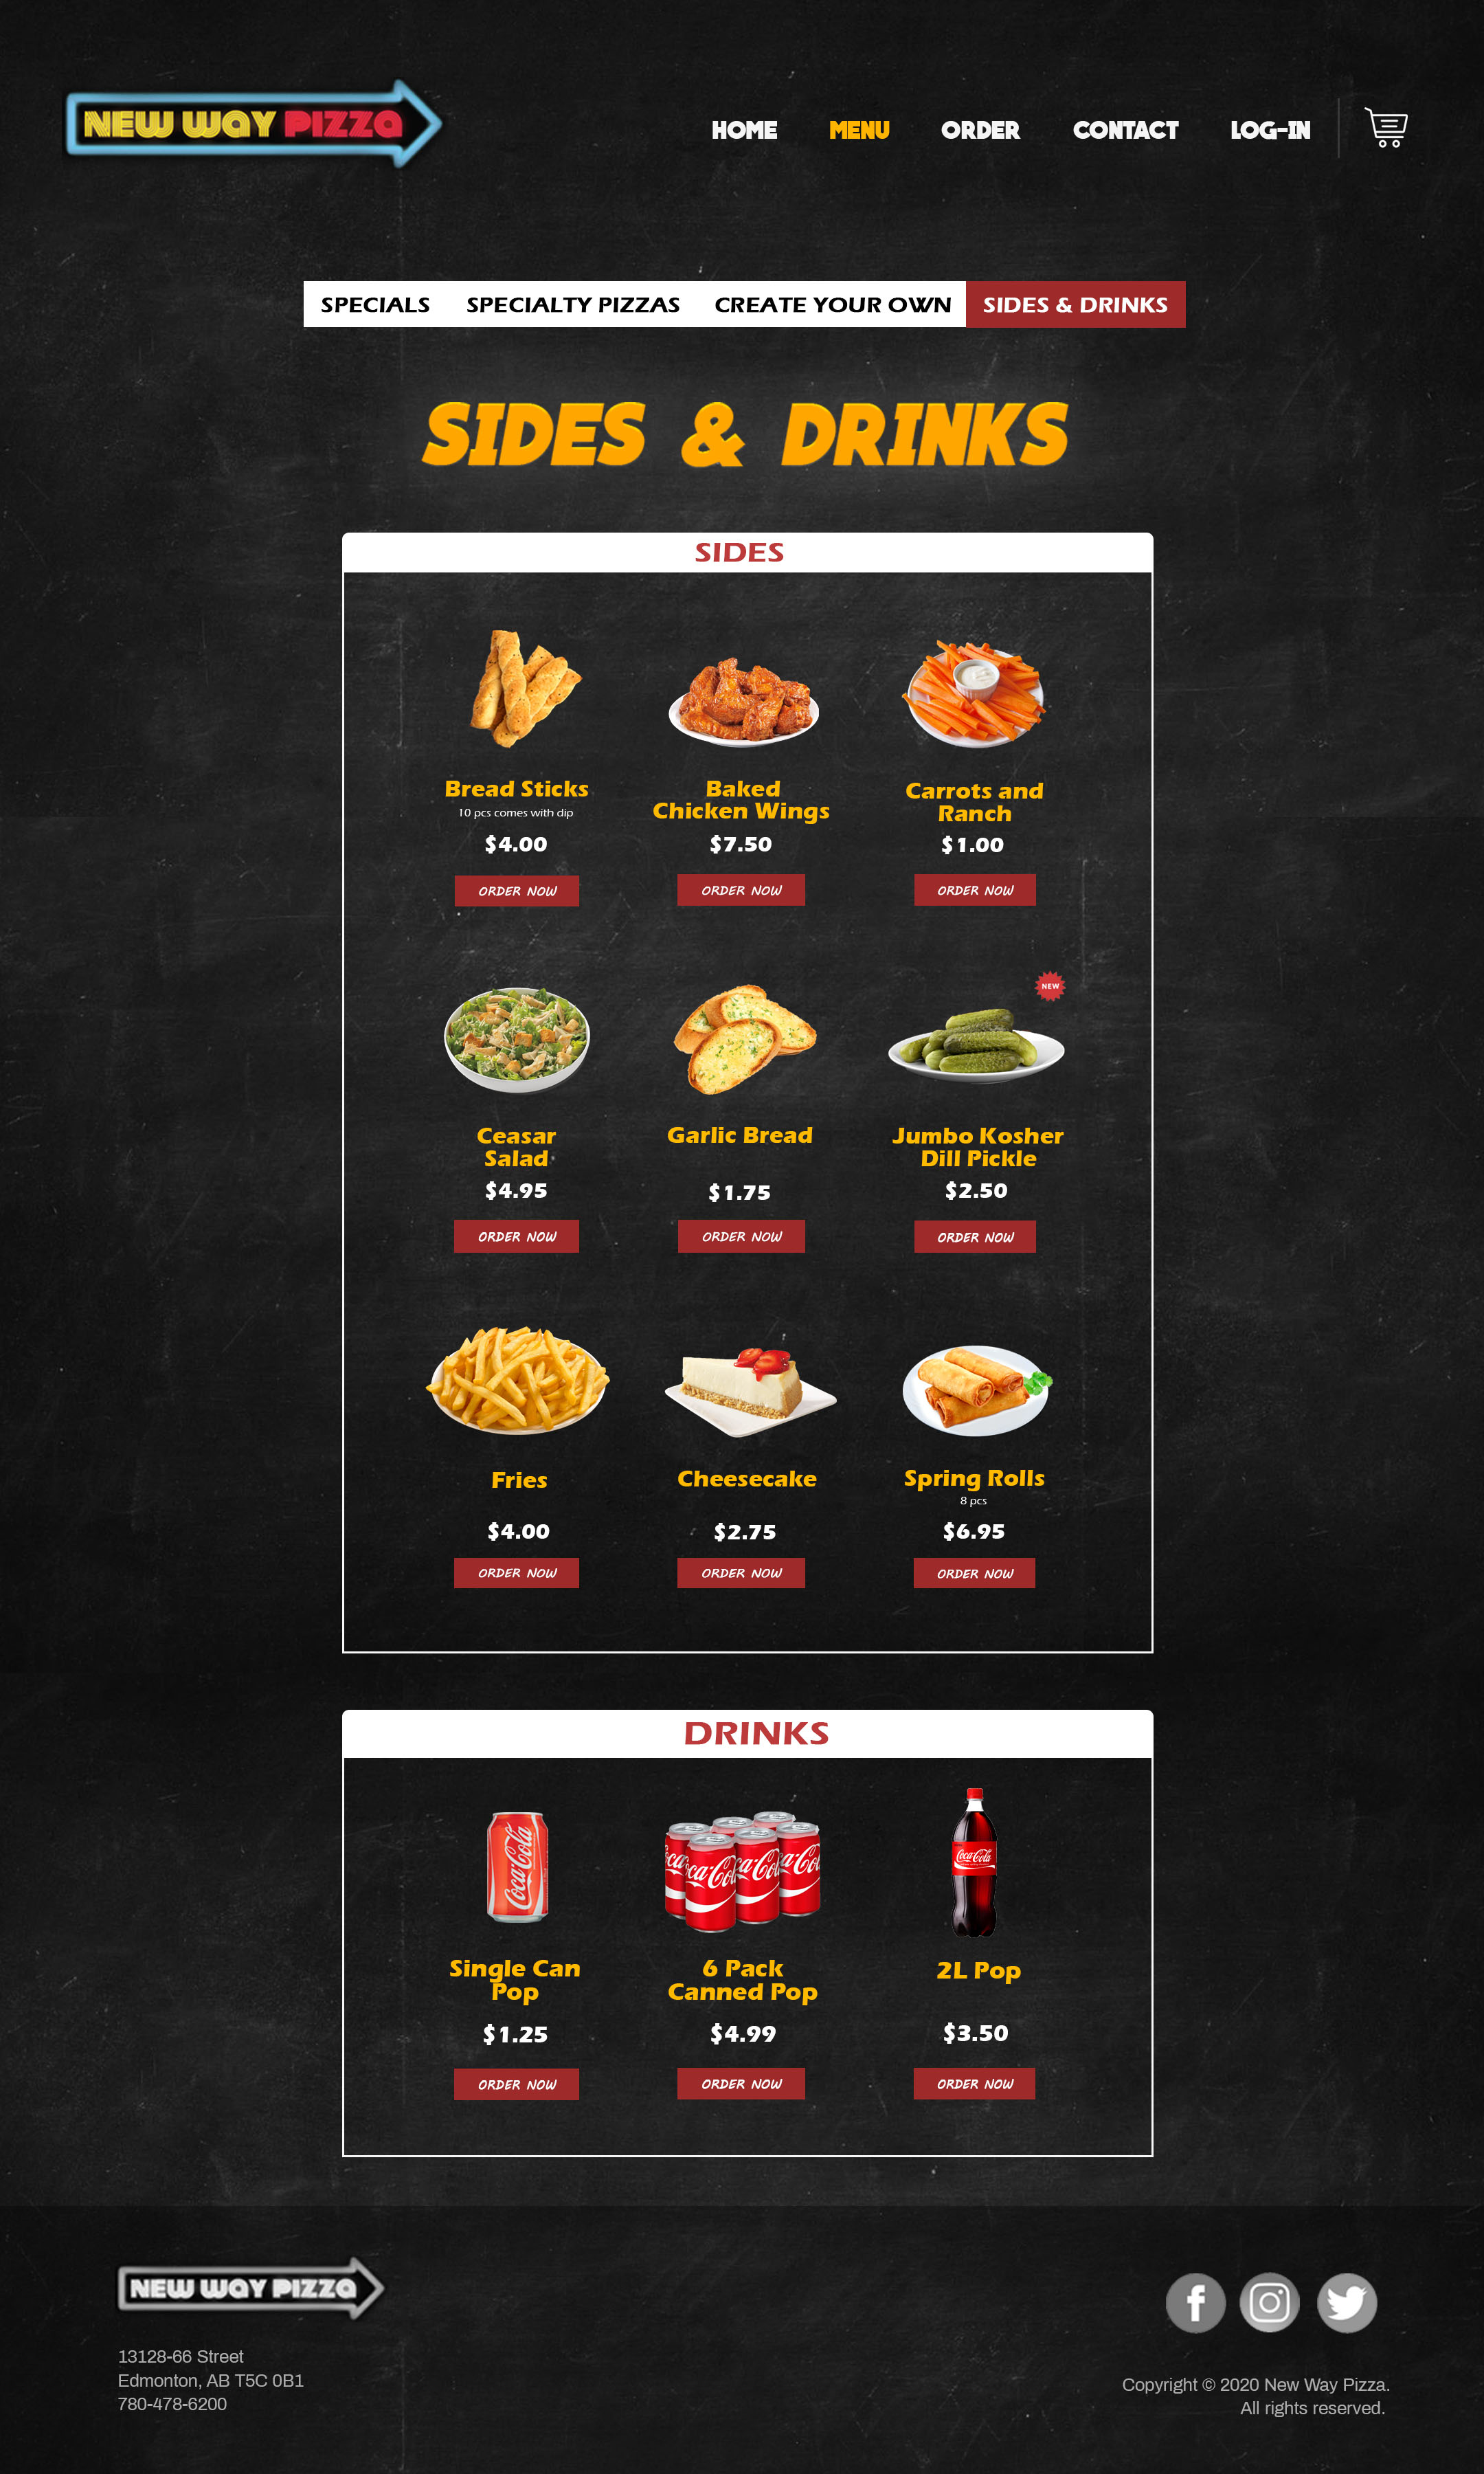 NEW WAY PIZZA
HOME MENU ORDER CONTACT LOG-IN
SPECIALS SPECIALTY PIZZAS CREATE YOUR OWN SIDES & DRINKS
SIDES & DRINKS
SIDES
Bread Sticks
10 pcs comes with dip
$4.00
ORDER NOW
Baked
Chicken Wings
$7.50
ORDER NOW
Carrots and
Ranch
$1.00
ORDER NOW
Ceasar
Salad
$4.95
ORDER NOW
Garlic Bread
$1.75
ORDER NOW
NEW
Jumbo Kosher
Dill Pickle
$2.50
ORDER NOW
Fries
$4.00
ORDER NOW
Cheesecake
$2.75
ORDER NOW
Spring Rolls
8 pcs
$6.95
ORDER NOW
DRINKS
Coca-Cola
Single Can
Pop
$1.25
ORDER NOW
Coca-Cola
6 Pack
Canned Pop
$4.99
ORDER NOW
Coca-Cola
2L Pop
$3.50
ORDER NOW
NEW WAY PIZZA
13128-66 Street
Edmonton, AB T5C 0B1
780-478-6200
Copyright © 2020 New Way Pizza.
All rights reserved.